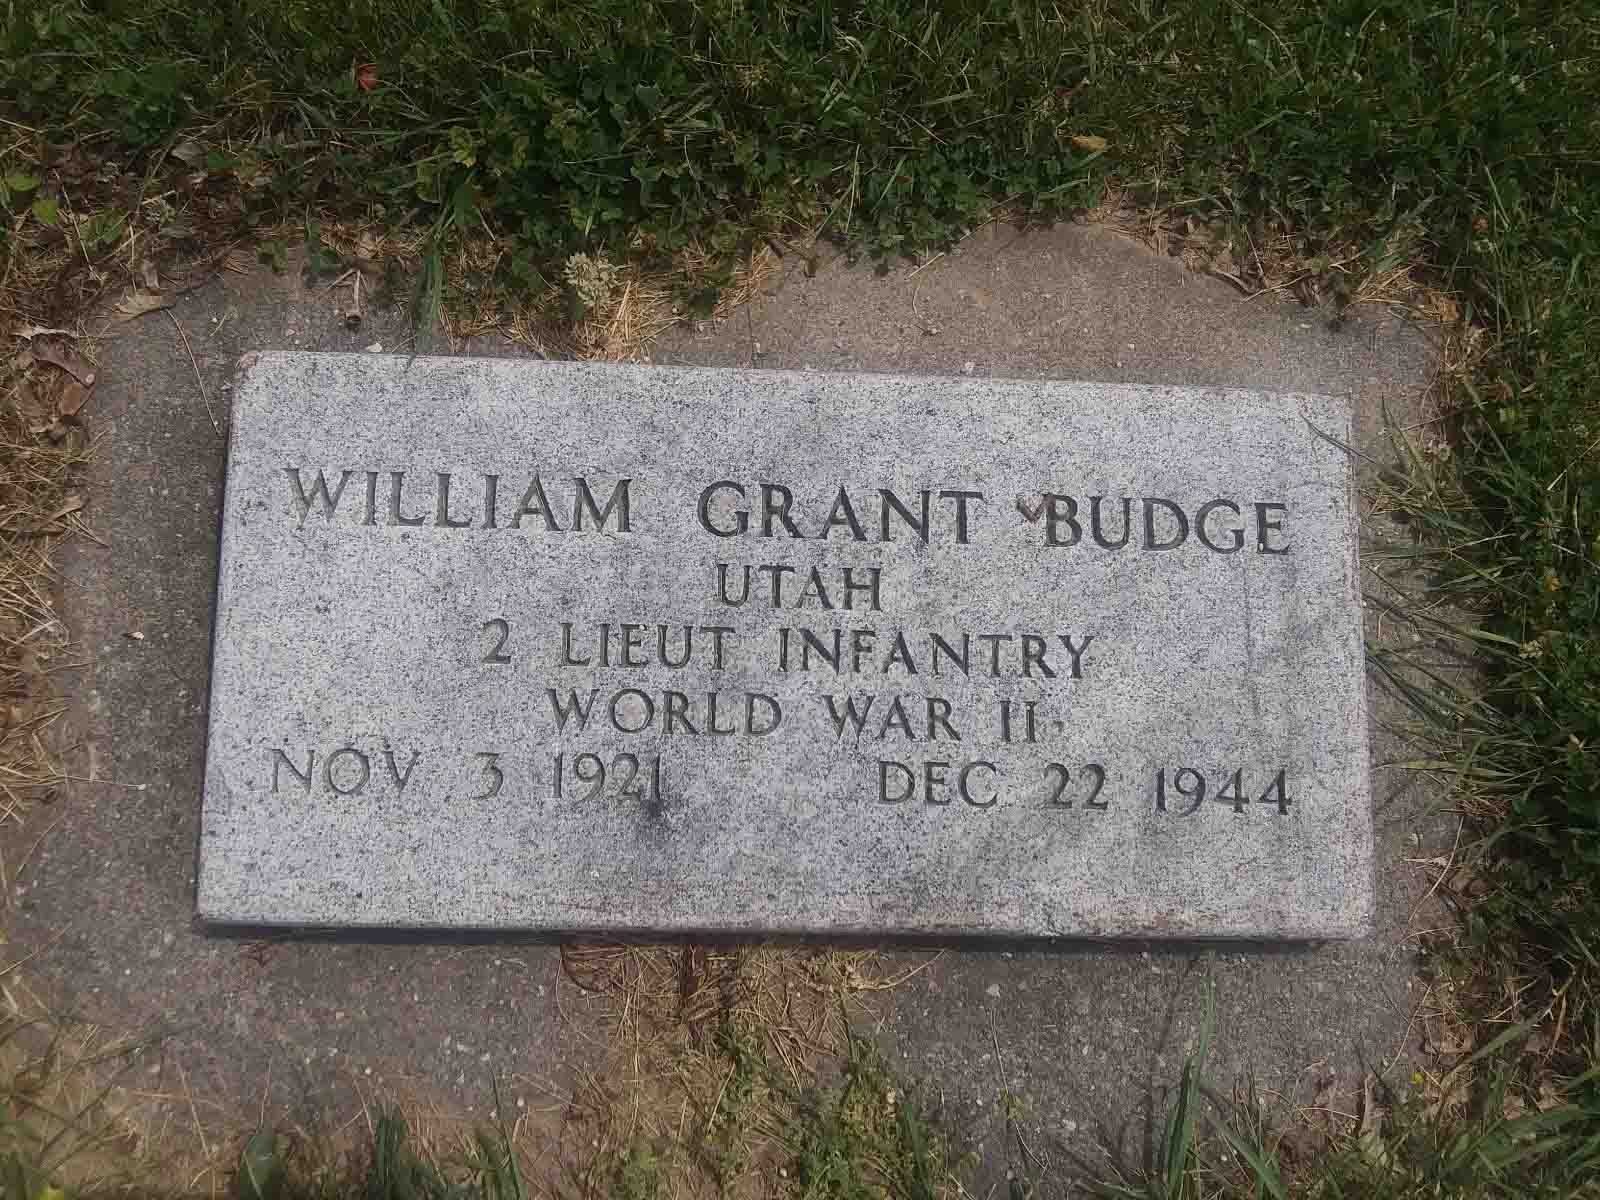 WILLIAM GRANT BUDGE
UTAH
2 LIEUT INFANTRY
WORLD WAR II
NOV 3 1921 DEC 22 1944